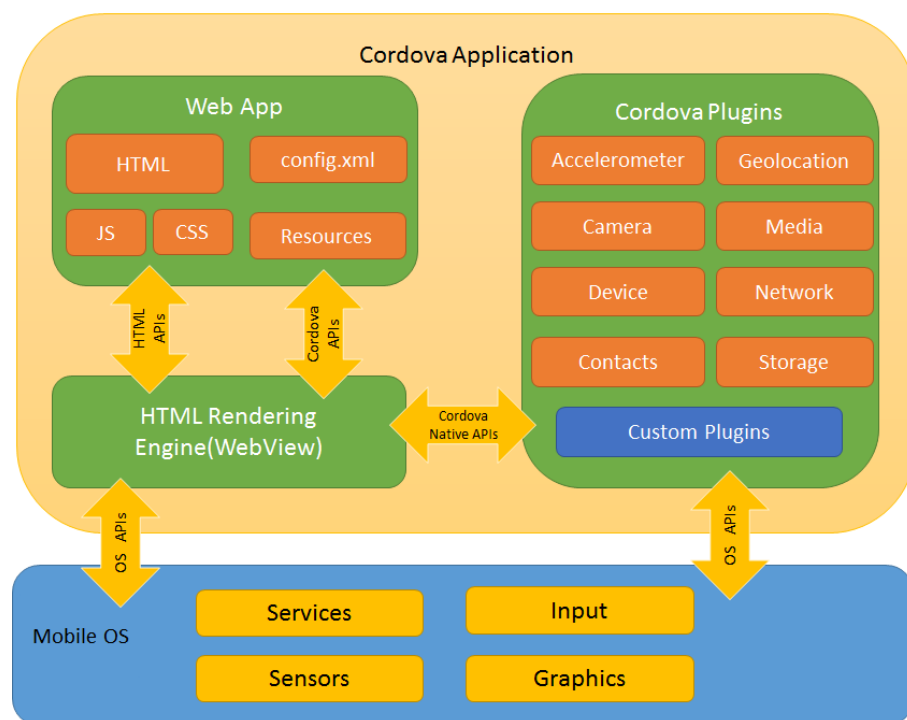 Cordova Application
Web App
HTML
config.xml
JS
CSS
Resources
HTML
APIs
Cordova
APIs
HTML Rendering
Engine(WebView)
Cordova
Native APIs
Cordova Plugins
Accelerometer
Geolocation
Camera
Media
Device
Network
Contacts
Storage
Custom Plugins
OS APIs
OS APIs
Mobile OS
Services
Input
Sensors
Graphics